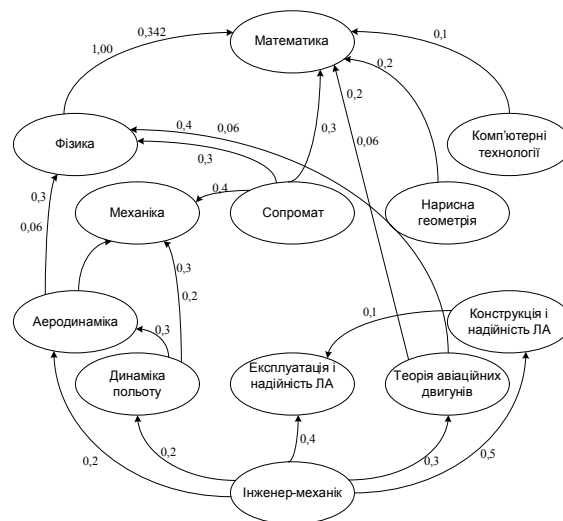 0,342
Математика
0,1
1,00
0,2
0,2
0,4
0,06
Фізика
0,3
0,3
0,06
Комп'ютерні
технології
0,3
0,4
Механіка
Сопромат
Нарисна
геометрія
0,06
0,3
0,2
0,1
Конструкція і
надійність ЛА
Аеродинаміка
0,3
Динаміка
польоту
Експлуатація і
надійність ЛА
Теорія авіаційних
двигунів
0,2
0,2
0,4
0,3
0,5
Інженер-механік